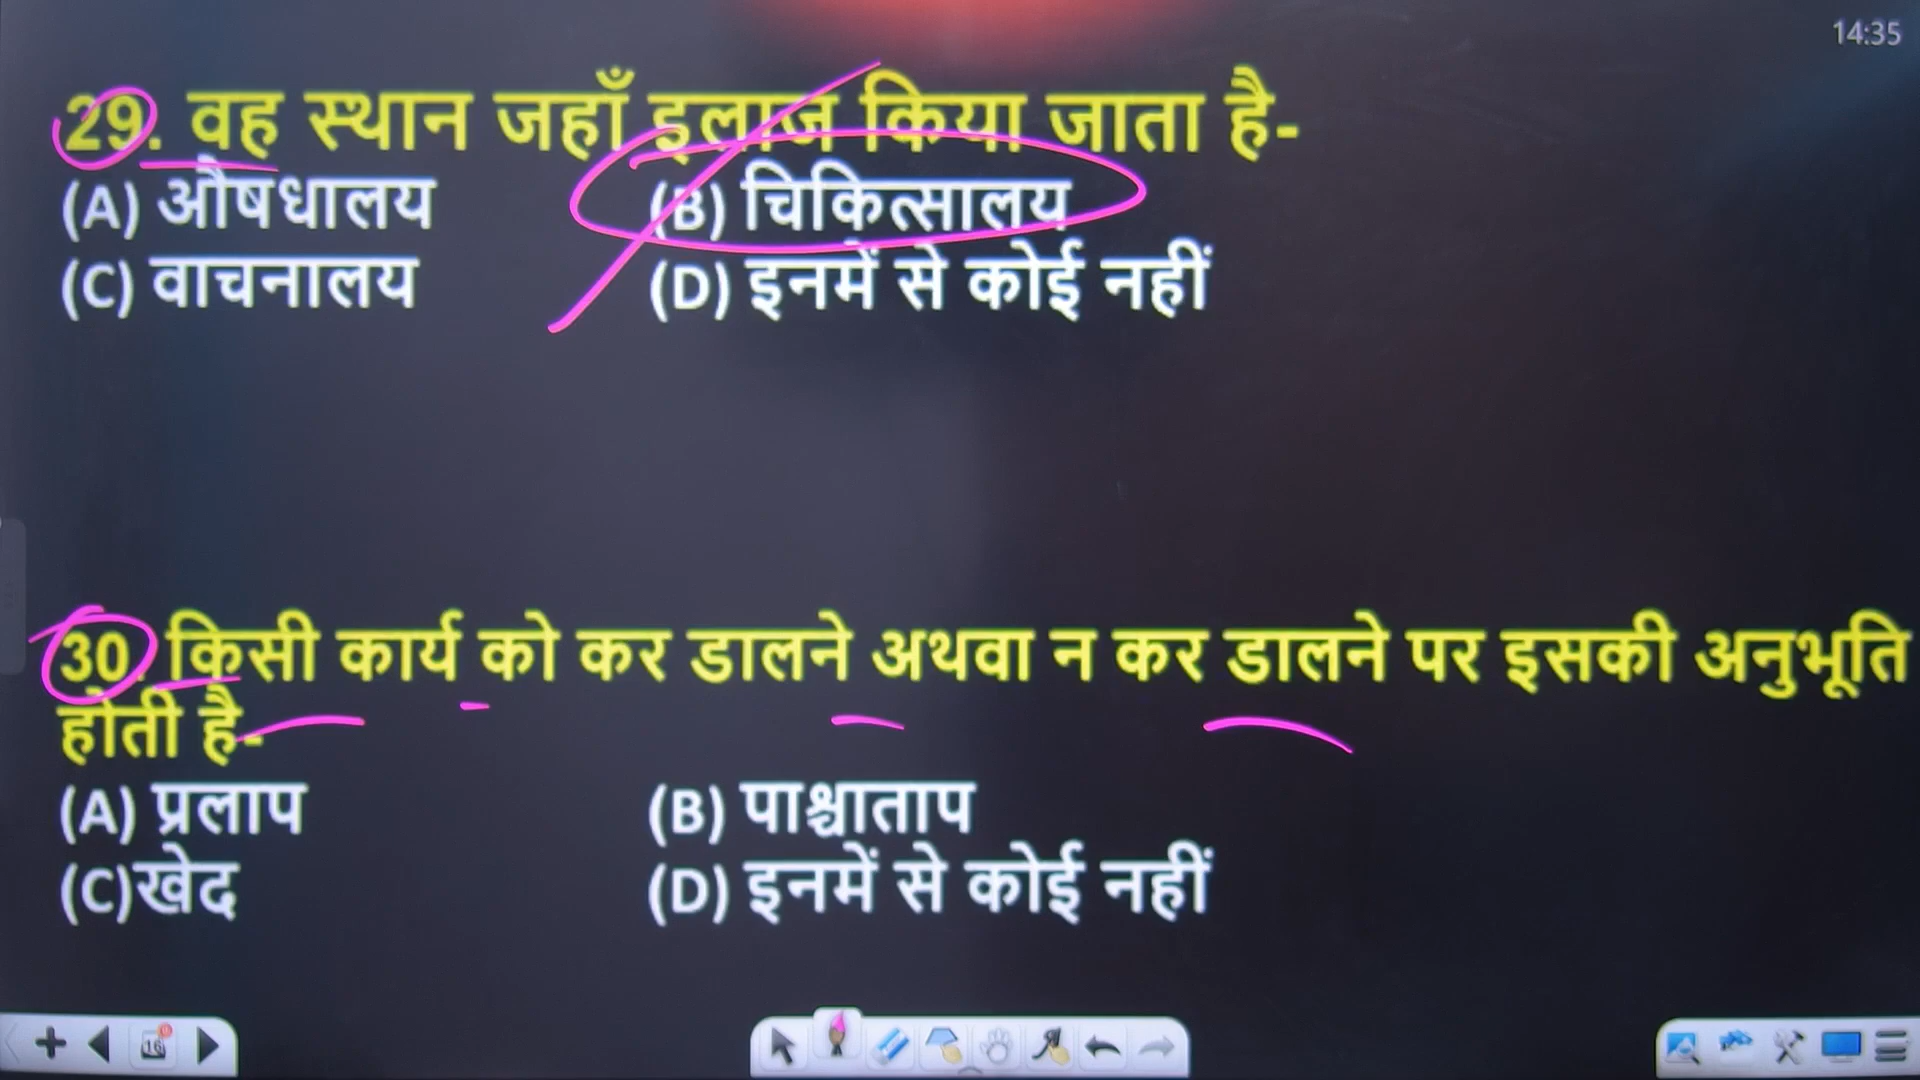 14:35
29. वह स्थान जहाँ इलाज किया जाता है-
(A) औषधालय (B) चिकित्सालय
(C) वाचनालय (D) इनमें से कोई नहीं
30. किसी कार्य को कर डालने अथवा न कर डालने पर इसकी अनुभूति
होती है-
(A) प्रलाप (B) पाश्चाताप
(C)खेद (D) इनमें से कोई नहीं
16